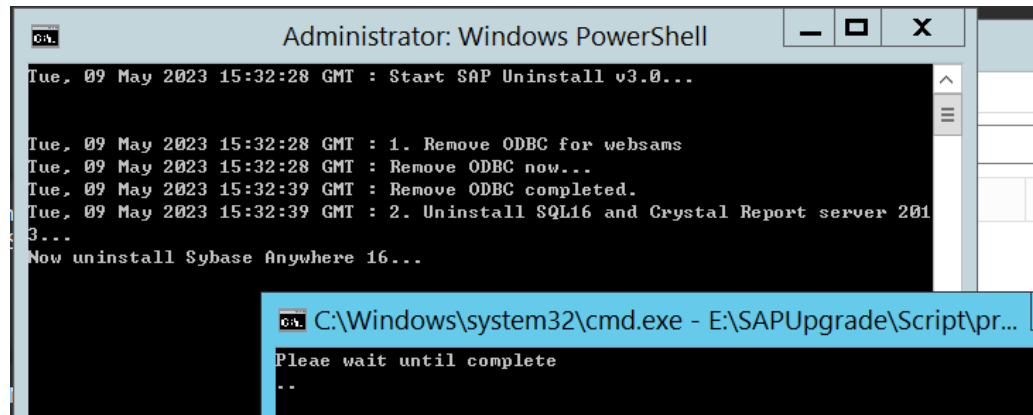 Administrator: Windows PowerShell
Tue, 09 May 2023 15:32:28 GMT : Start SAP Uninstall v3.0...
Tue, 09 May 2023 15:32:28 GMT : 1. Remove ODBC for websams
Tue, 09 May 2023 15:32:28 GMT : Remove ODBC now...
Tue, 09 May 2023 15:32:39 GMT : Remove ODBC completed.
Tue, 09 May 2023 15:32:39 GMT : 2. Uninstall SQL16 and Crystal Report server 201
3...
Now uninstall Sybase Anywhere 16...
C:\Windows\system32\cmd.exe - E:\SAPUpgrade\Script\pr...
Pleae wait until complete
..